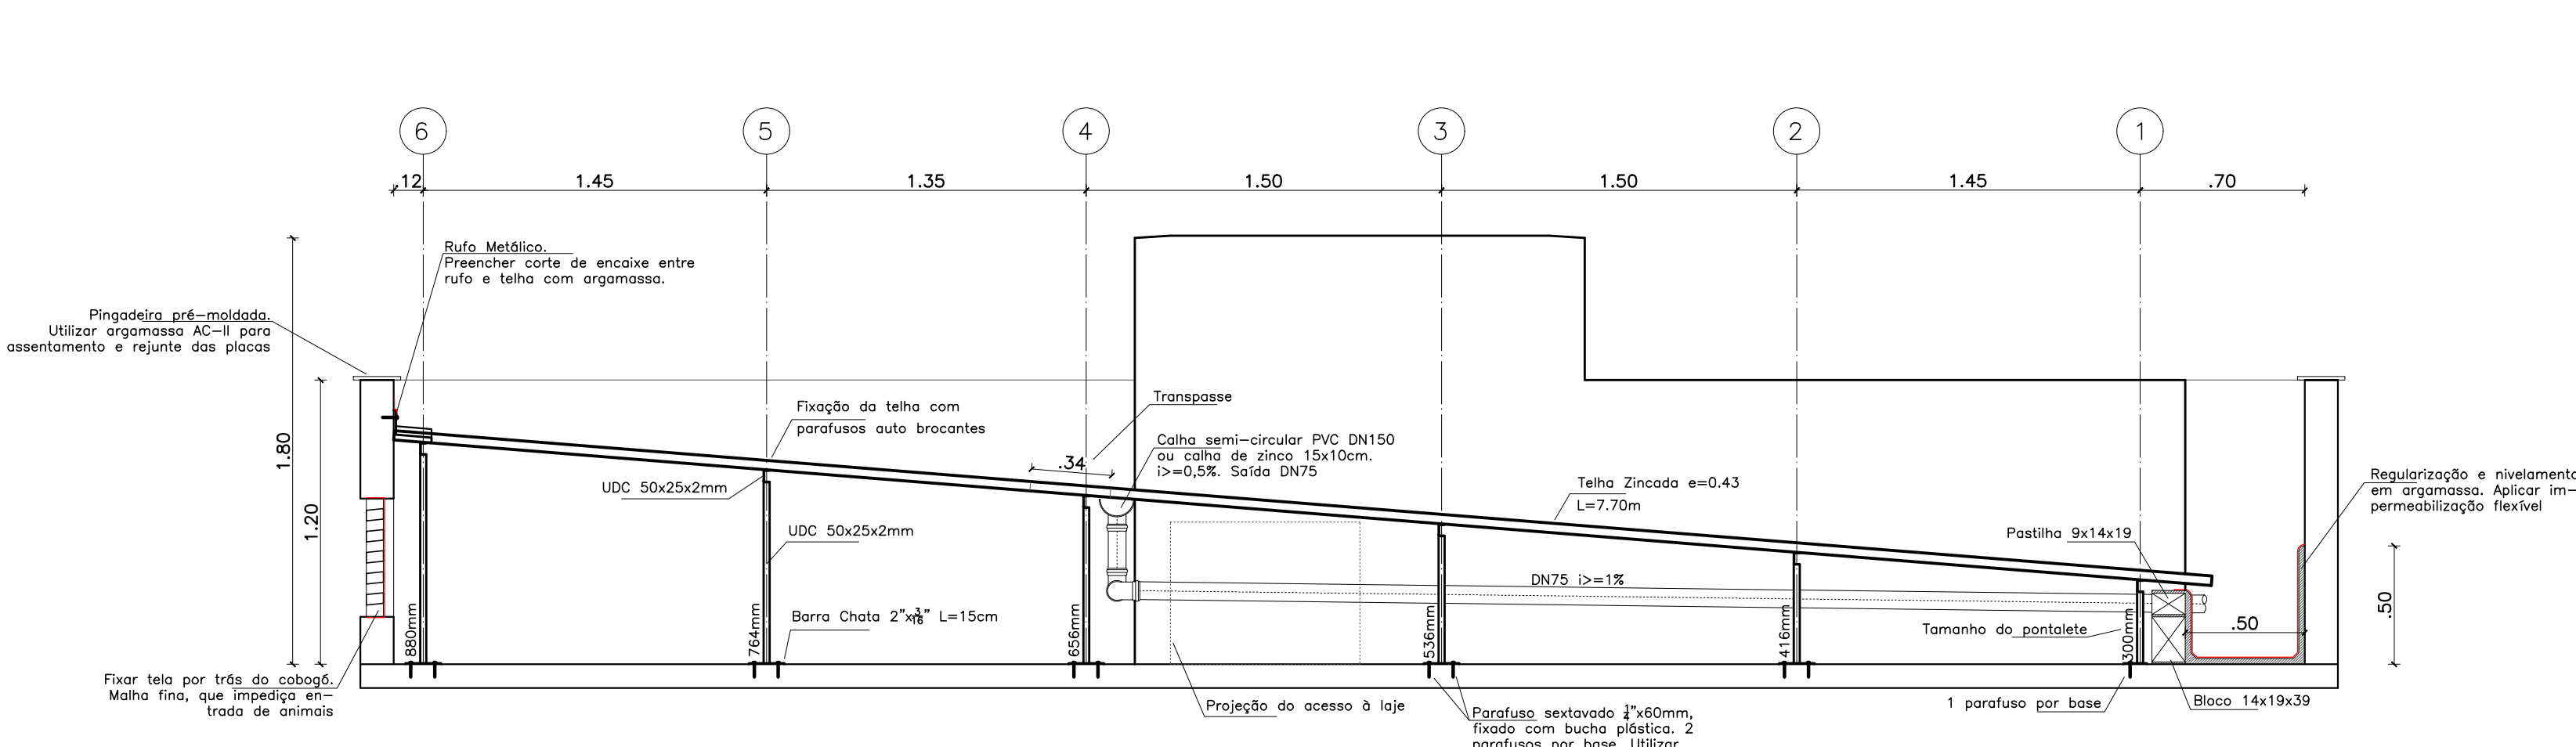 6
5
4
3
2
1
.12
1.45
1.35
1.50
1.50
1.45
.70
Rufo Metálico.
Preencher corte de encaixe entre
rufo e telha com argamassa.
Pingadeira pré-moldada.
Utilizar argamassa AC-II para
assentamento e rejunte das placas
1.80
1.20
Fixação da telha com
parafusos auto brocantes
Transpasse
.34
Calha semi-circular PVC DN150
ou calha de zinco 15x10cm.
i>=0,5%. Saída DN75
UDC 50x25x2mm
UDC 50x25x2mm
Telha Zincada e=0.43
L=7.70m
Pastilha 9x14x19
Regularização e nivelamento
em argamassa. Aplicar im-
permeabilização flexível
DN75 i>=1%
.50
.50
Barra Chata 2"x3/16" L=15cm
Tamanho do pontalete
880mm
764mm
656mm
536mm
416mm
300mm
Fixar tela por trás do cobogó.
Malha fina, que impediça en-
trada de animais
Projeção do acesso à laje
1 parafuso por base
Bloco 14x19x39
Parafuso sextavado 1/4"x60mm,
fixado com bucha plástica. 2
parafusos por base. Utilizar